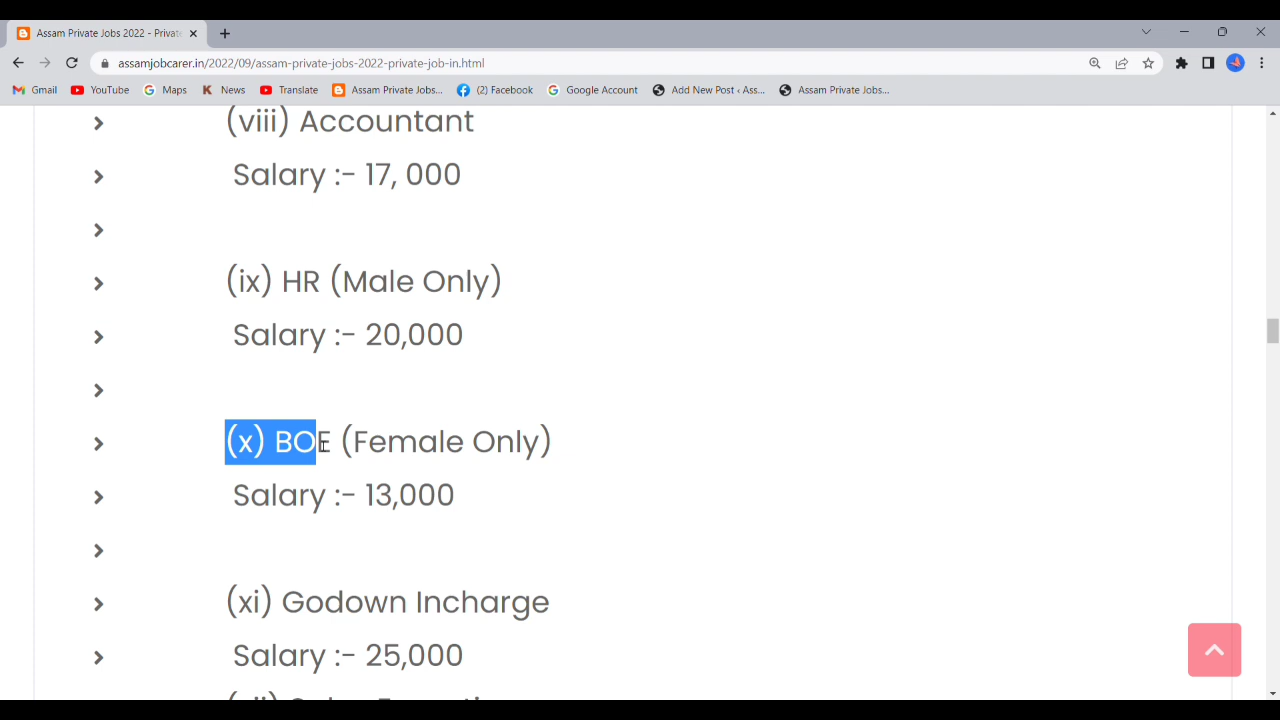 Assam Private Jobs 2022 - Privat
assamjobcarer.in/2022/09/assam-private-jobs-2022-private-job-in.html
Gmail YouTube Maps News Translate Assam Private Jobs... (2) Facebook Google Account Add New Post ‹ Ass... Assam Private Jobs...
(viii) Accountant
Salary :- 17, 000
(ix) HR (Male Only)
Salary :- 20,000
(x) BOE (Female Only)
Salary :- 13,000
(xi) Godown Incharge
Salary :- 25,000